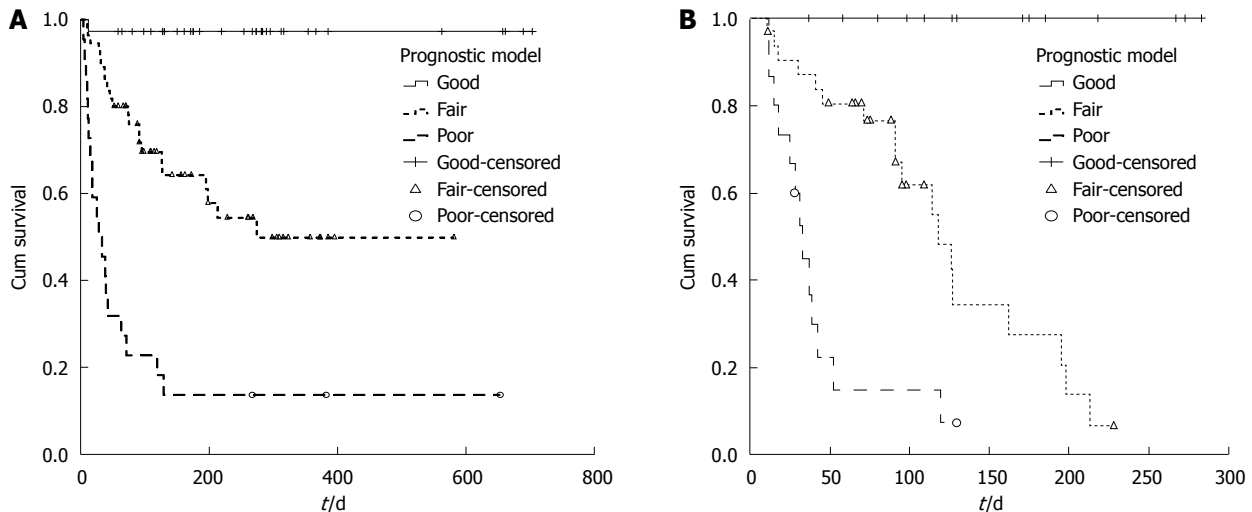 A
1.0
0.8
0.6
0.4
0.2
0.0
Cum survival
0
200
400
600
800
t/d
Prognostic model
Good
Fair
Poor
Good-censored
Fair-censored
Poor-censored
B
1.0
0.8
0.6
0.4
0.2
0.0
Cum survival
0
50
100
150
200
250
300
t/d
Prognostic model
Good
Fair
Poor
Good-censored
Fair-censored
Poor-censored